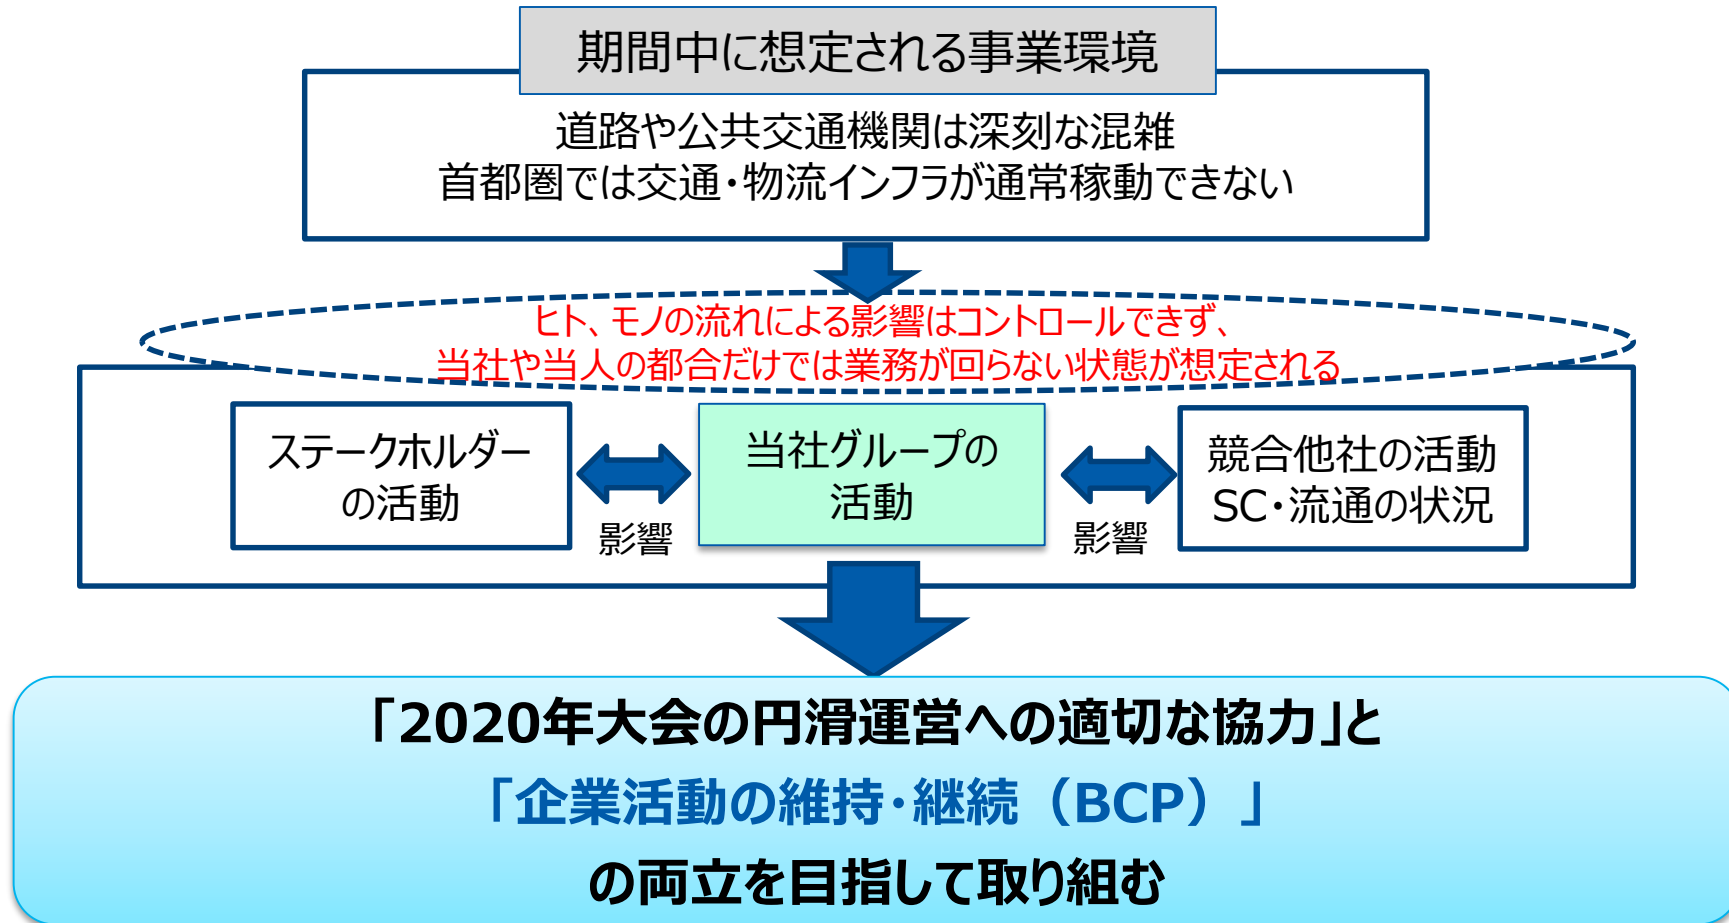 期間中に想定される事業環境
道路や公共交通機関は深刻な混雑
首都圏では交通・物流インフラが通常稼動できない
ヒト、モノの流れによる影響はコントロールできず、
当社や当人の都合だけでは業務が回らない状態が想定される
ステークホルダー
の活動
影響
当社グループの
活動
影響
競合他社の活動
SC・流通の状況
「2020年大会の円滑運営への適切な協力」と
「企業活動の維持・継続（BCP）」
の両立を目指して取り組む